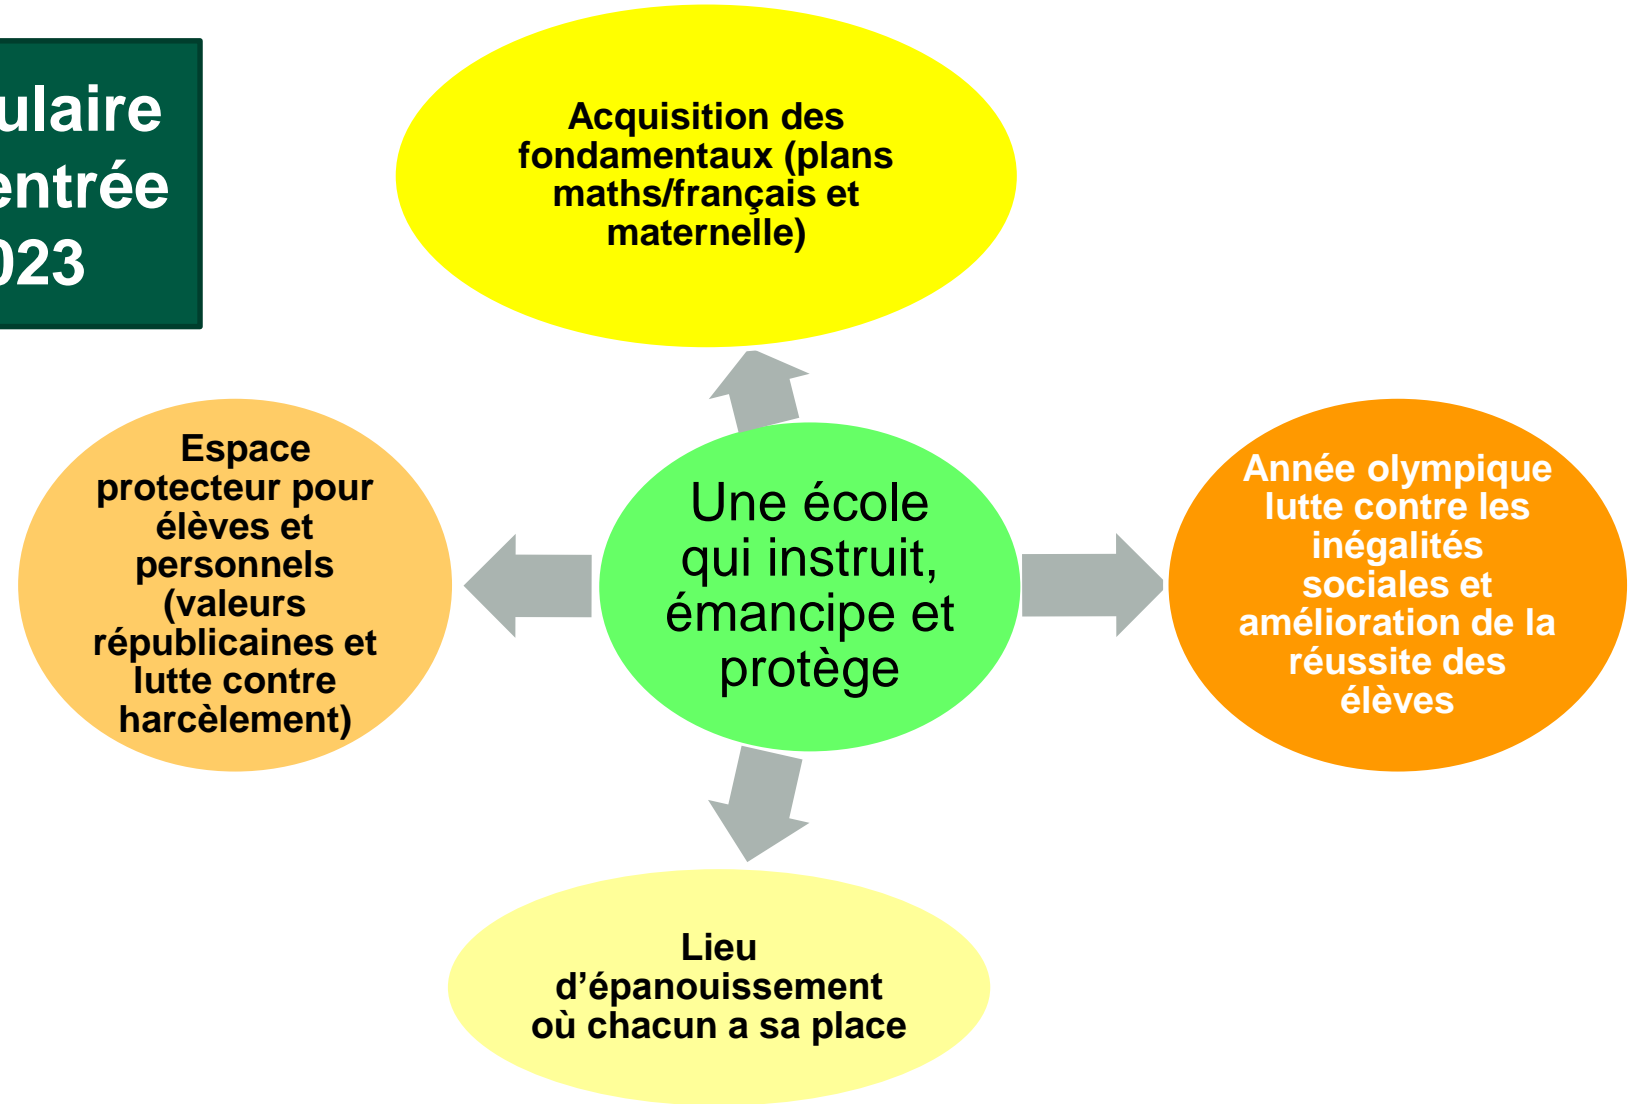 ulaire
entrée
023
Acquisition des
fondamentaux (plans
maths/français et
maternelle)
Espace
protecteur pour
élèves et
personnels
(valeurs
républicaines et
lutte contre
harcèlement)
Une école
qui instruit,
émancipe et
protège
Année olympique
lutte contre les
inégalités
sociales et
amélioration de la
réussite des
élèves
Lieu
d’épanouissement
où chacun a sa place